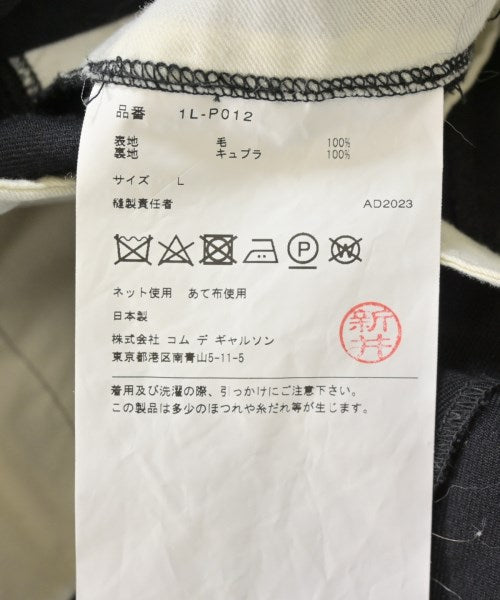 品番 1L-P012
表地 毛 100%
裏地 キュプラ 100%
サイズ L
縫製責任者 AD2023
P W
ネット使用 あて布使用
日本製
株式会社 コム デ ギャルソン
東京都港区南青山5-11-5
新井
着用及び洗濯の際、引っかけにご注意下さい。
この製品は多少のほつれや糸だれ等が生じます。